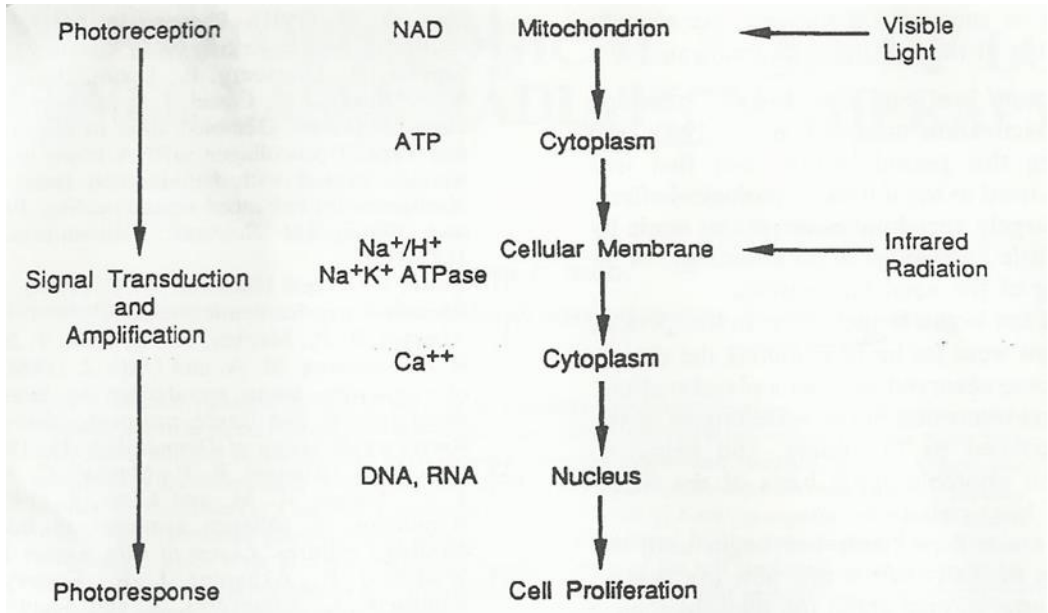 Photoreception NAD Mitochondrion Visible
Light
ATP Cytoplasm
Na⁺/H⁺ Cellular Membrane Infrared
Signal Transduction Na⁺K⁺ ATPase Radiation
and
Amplification
Ca⁺⁺ Cytoplasm
DNA, RNA Nucleus
Photoresponse Cell Proliferation